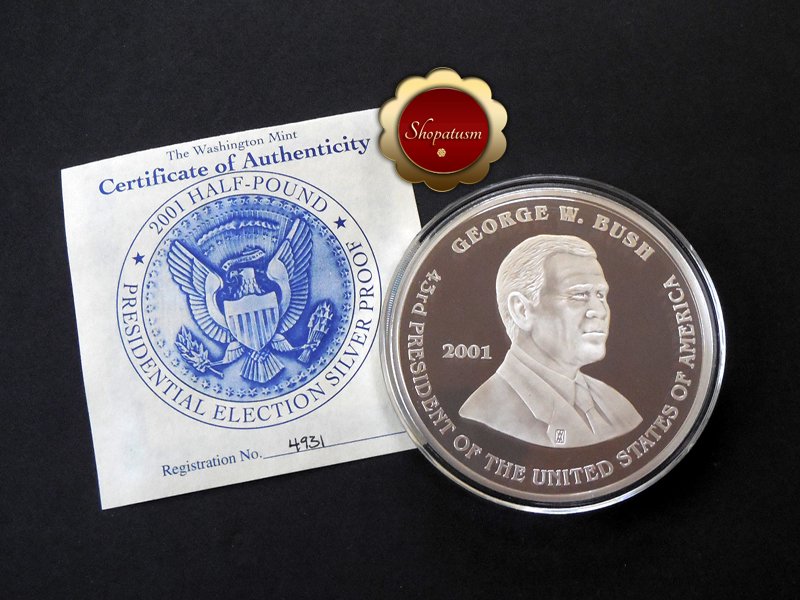 Shopatusm
The Washington Mint
Certificate of Authenticity
2001 HALF-POUND
★ PRESIDENTIAL ELECTION SILVER PROOF ★
Registration No. 4931
GEORGE W. BUSH
2001
43rd PRESIDENT OF THE UNITED STATES OF AMERICA